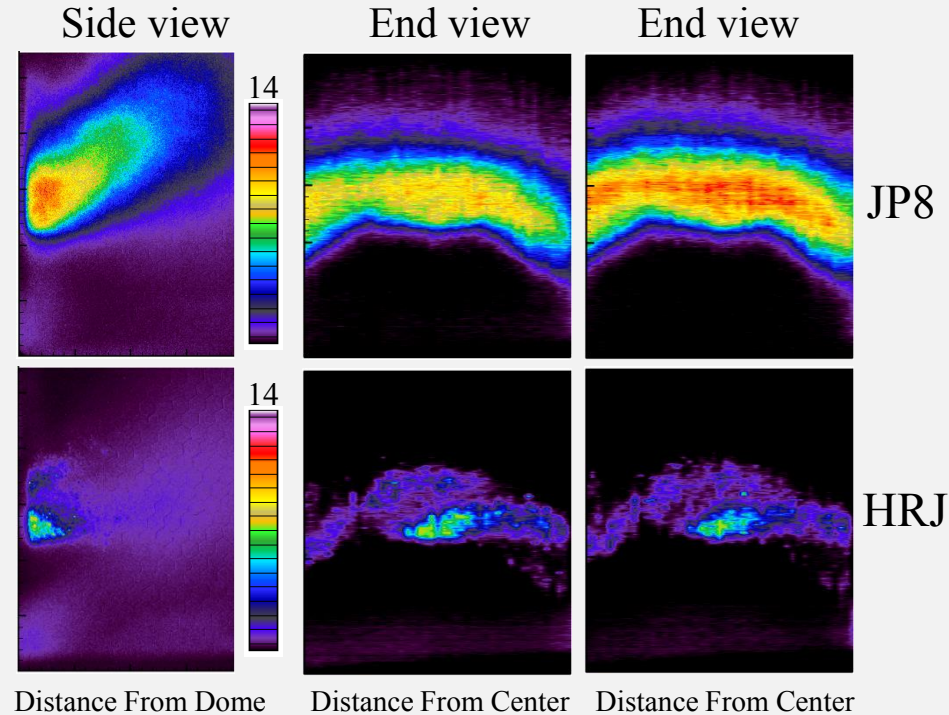 Side view
End view
End view
14
JP8
14
HRJ
Distance From Dome
Distance From Center
Distance From Center